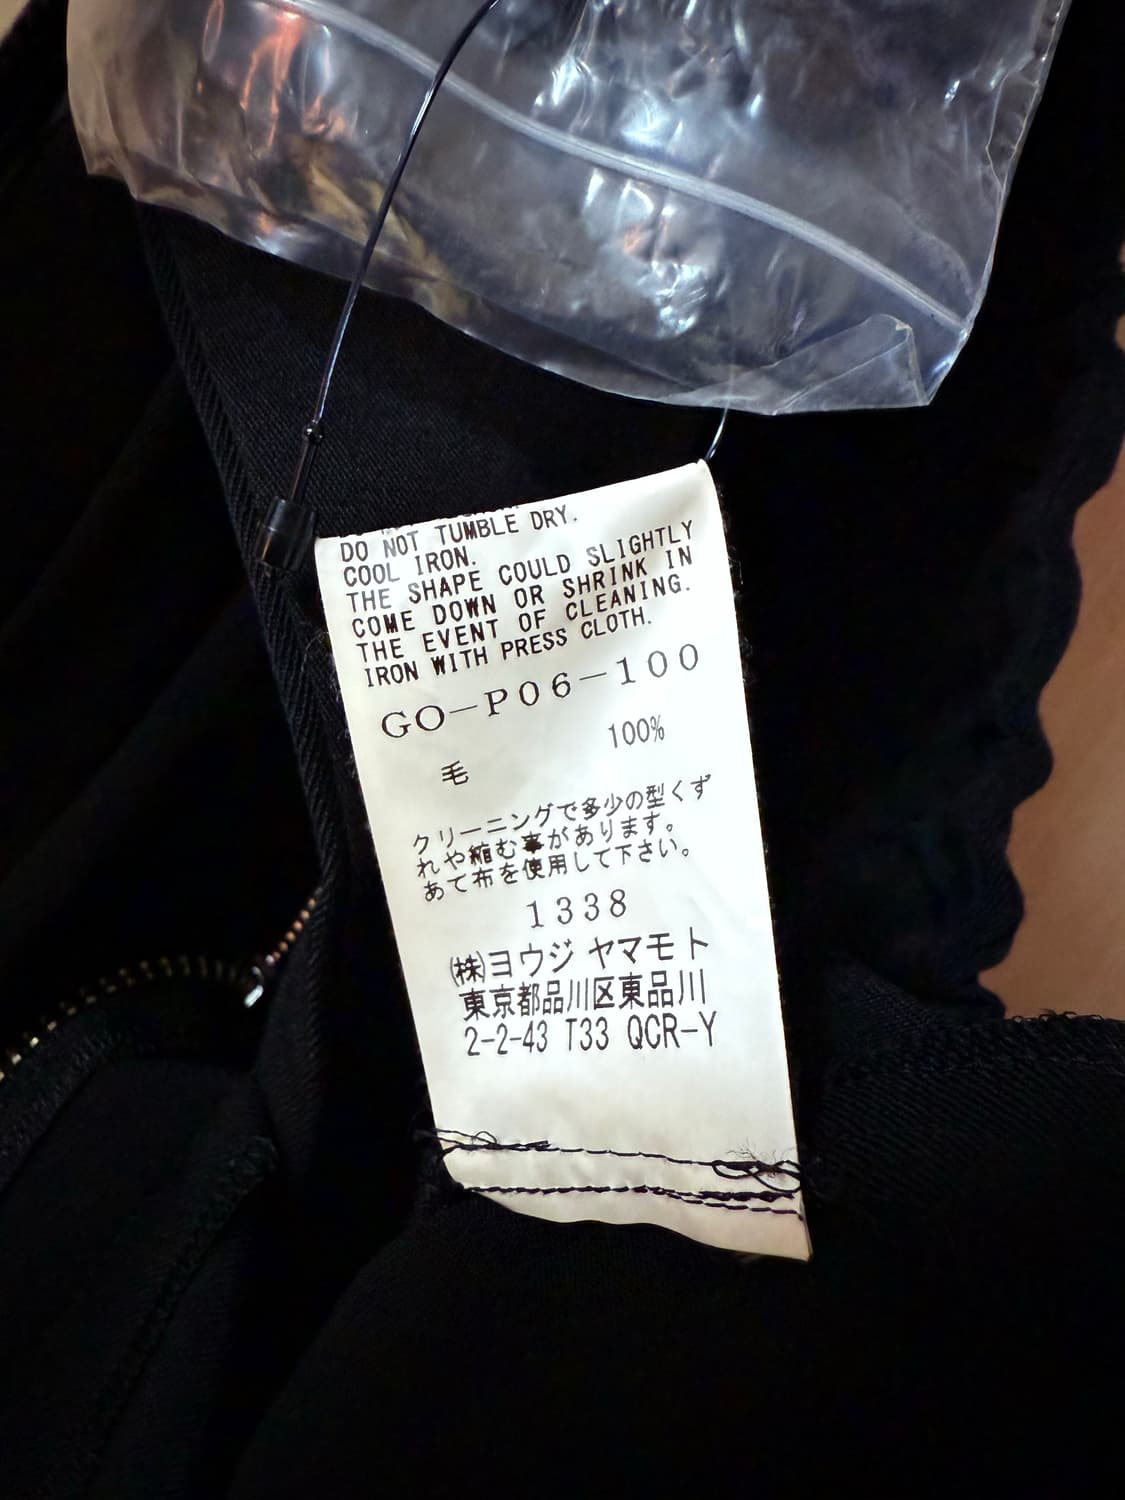 DO NOT TUMBLE DRY.
COOL IRON.
THE SHAPE COULD SLIGHTLY
COME DOWN OR SHRINK IN
THE EVENT OF CLEANING.
IRON WITH PRESS CLOTH.
GO-P06-100
毛 100%
クリーニングで多少の型くず
れや縮む事があります。
あて布を使用して下さい。
1338
(株)ヨウジ ヤマモト
東京都品川区東品川
2-2-43 T33 QCR-Y